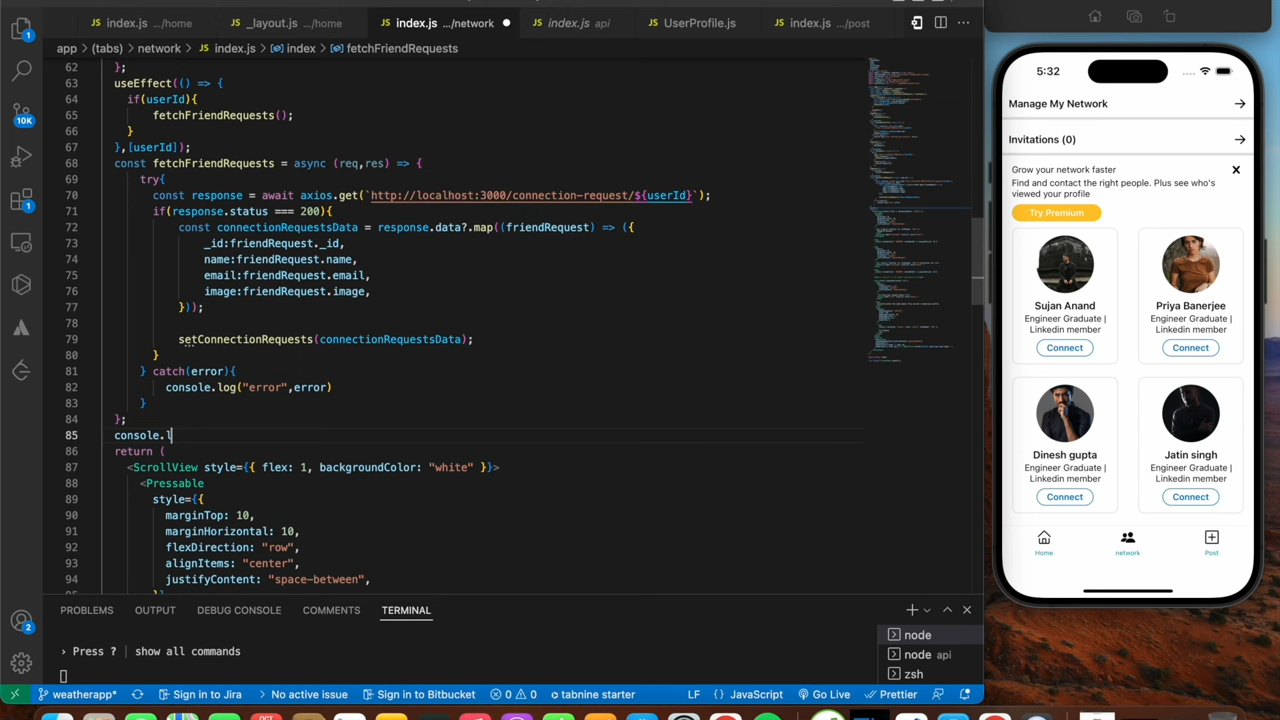 index.js .../home
_layout.js .../home
index.js .../network
index.js api
UserProfile.js
index.js .../post
app > (tabs) > network > index.js > index > fetchFriendRequests
62 };
63 useEffect(() => {
64 if(userId){
65 fetchFriendRequests();
66 }
67 },[userId])
68 const fetchFriendRequests = async (req,res) => {
69 try{
70 const response = await axios.get(`http://localhost:3000/connection-request/${userId}`);
71 if(response.status === 200){
72 const connectionRequestsData = response.data?.map((friendRequest) => ({
73 _id:friendRequest._id,
74 name:friendRequest.name,
75 email:friendRequest.email,
76 image:friendRequest.image,
77 }));
78
79 setConnectionRequests(connectionRequestsData);
80 }
81 } catch(error){
82 console.log("error",error)
83 }
84 };
85 console.l
86 return (
87 <ScrollView style={{ flex: 1, backgroundColor: "white" }}>
88 <Pressable
89 style={{
90 marginTop: 10,
91 marginHorizontal: 10,
92 flexDirection: "row",
93 alignItems: "center",
94 justifyContent: "space-between",
1
10K
1
2
PROBLEMS OUTPUT DEBUG CONSOLE COMMENTS TERMINAL
› Press ? | show all commands
node
node api
zsh
weatherapp* Sign in to Jira No active issue Sign in to Bitbucket 0 0 tabnine starter LF {} JavaScript Go Live Prettier
5:32
Manage My Network
Invitations (0)
Grow your network faster
Find and contact the right people. Plus see who's
viewed your profile
Try Premium
Sujan Anand
Engineer Graduate |
Linkedin member
Connect
Priya Banerjee
Engineer Graduate |
Linkedin member
Connect
Dinesh gupta
Engineer Graduate |
Linkedin member
Connect
Jatin singh
Engineer Graduate |
Linkedin member
Connect
Home
network
Post